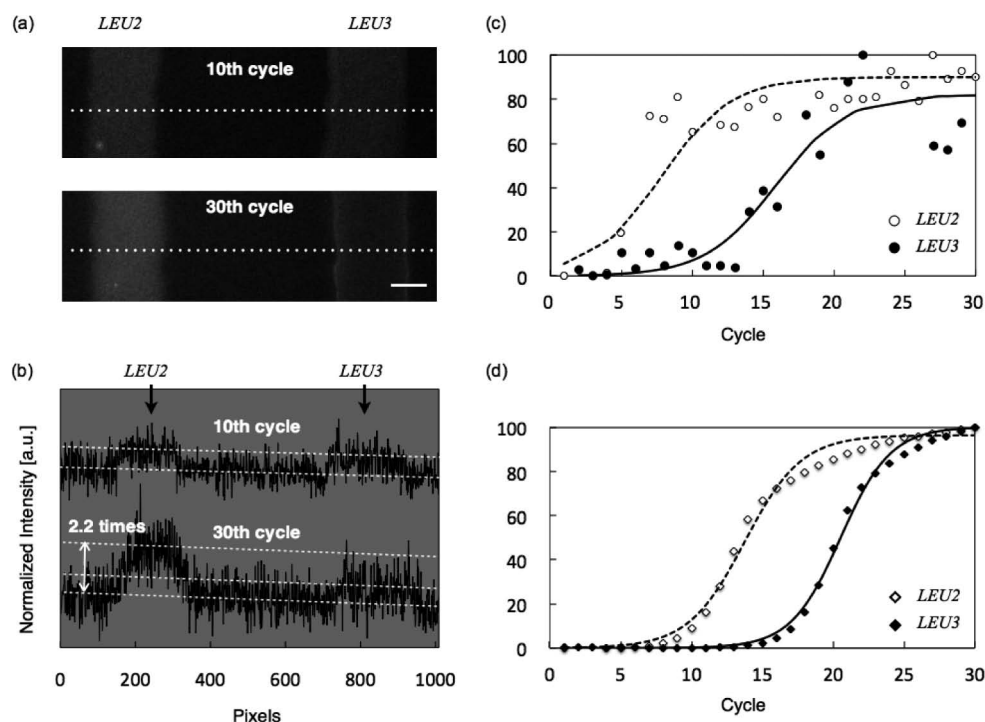 (a)
LEU2 LEU3
10th cycle
30th cycle
(b)
LEU2 LEU3
10th cycle
2.2 times
30th cycle
Normalized Intensity [a.u.]
0 200 400 600 800 1000
Pixels
(c)
100
80
60
40
20
0
LEU2
LEU3
0 5 10 15 20 25 30
Cycle
(d)
100
80
60
40
20
0
LEU2
LEU3
0 5 10 15 20 25 30
Cycle